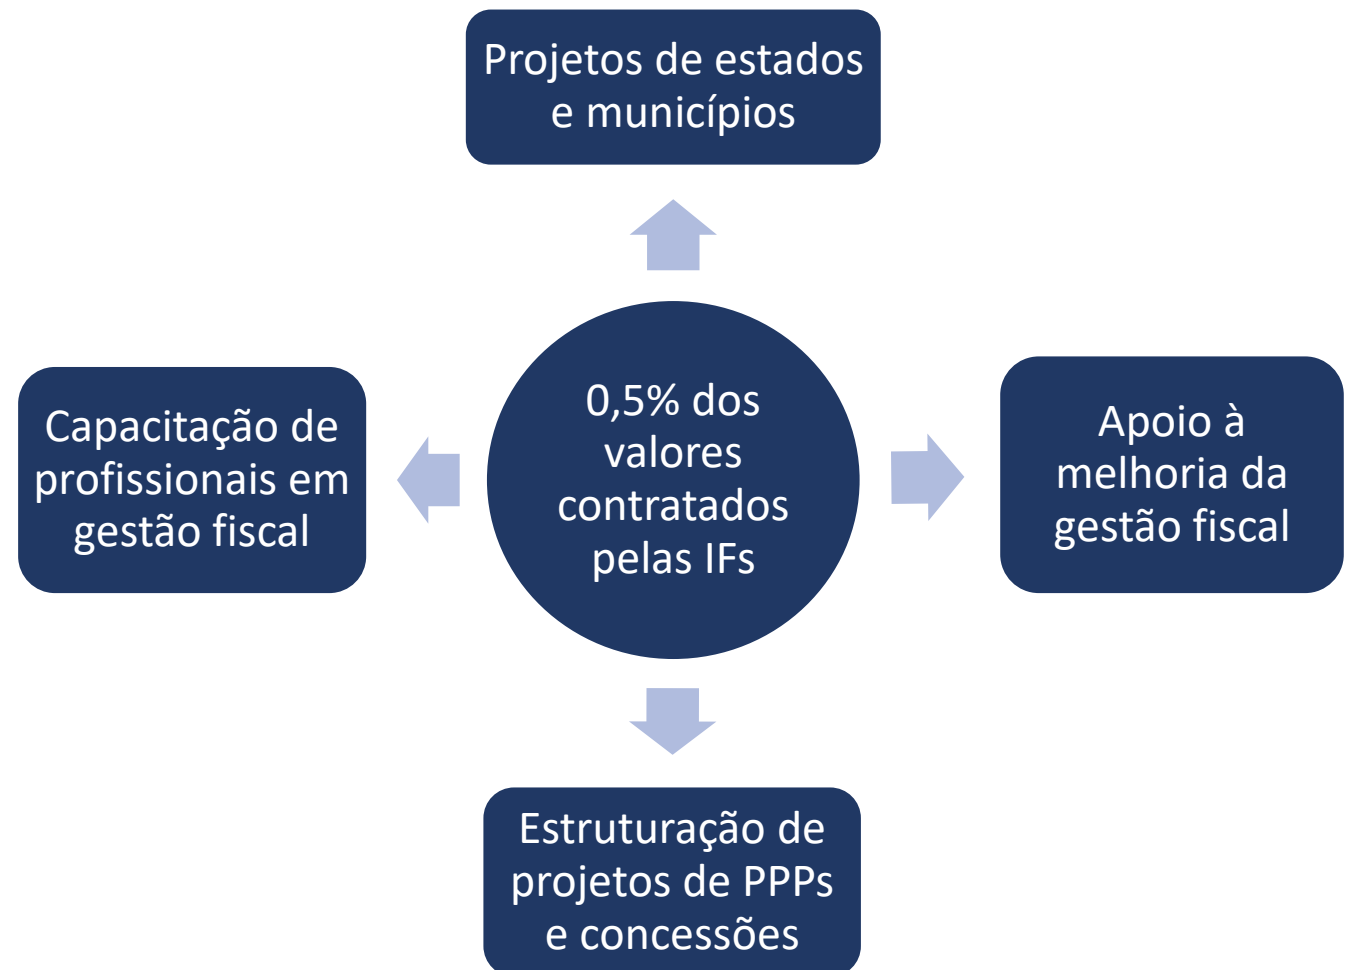 Projetos de estados
e municípios
Capacitação de
profissionais em
gestão fiscal
0,5% dos
valores
contratados
pelas IFs
Apoio à
melhoria da
gestão fiscal
Estruturação de
projetos de PPPs
e concessões